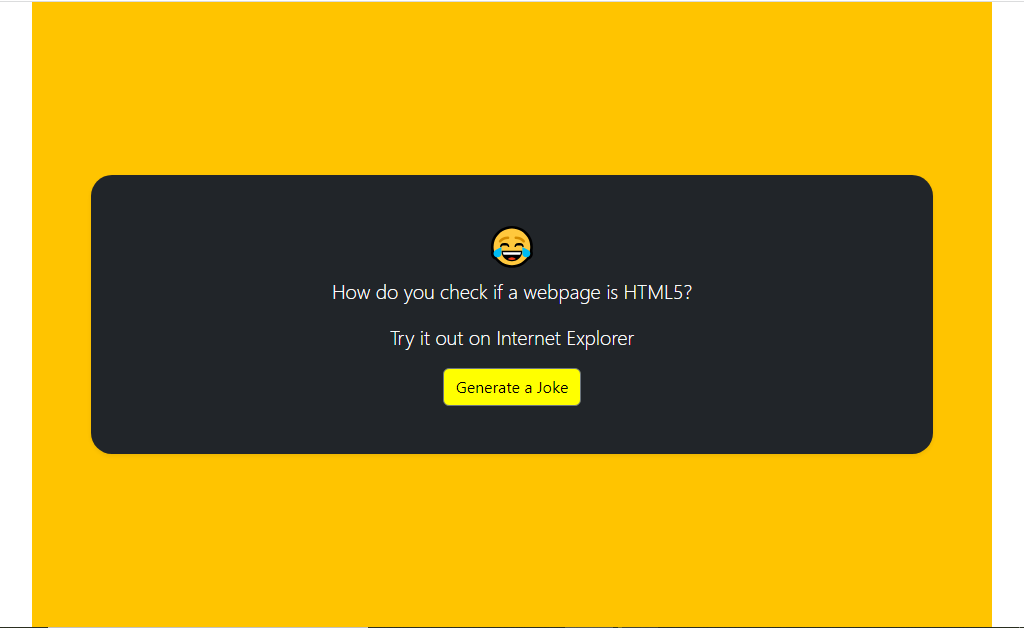 How do you check if a webpage is HTML5?
Try it out on Internet Explorer
Generate a Joke